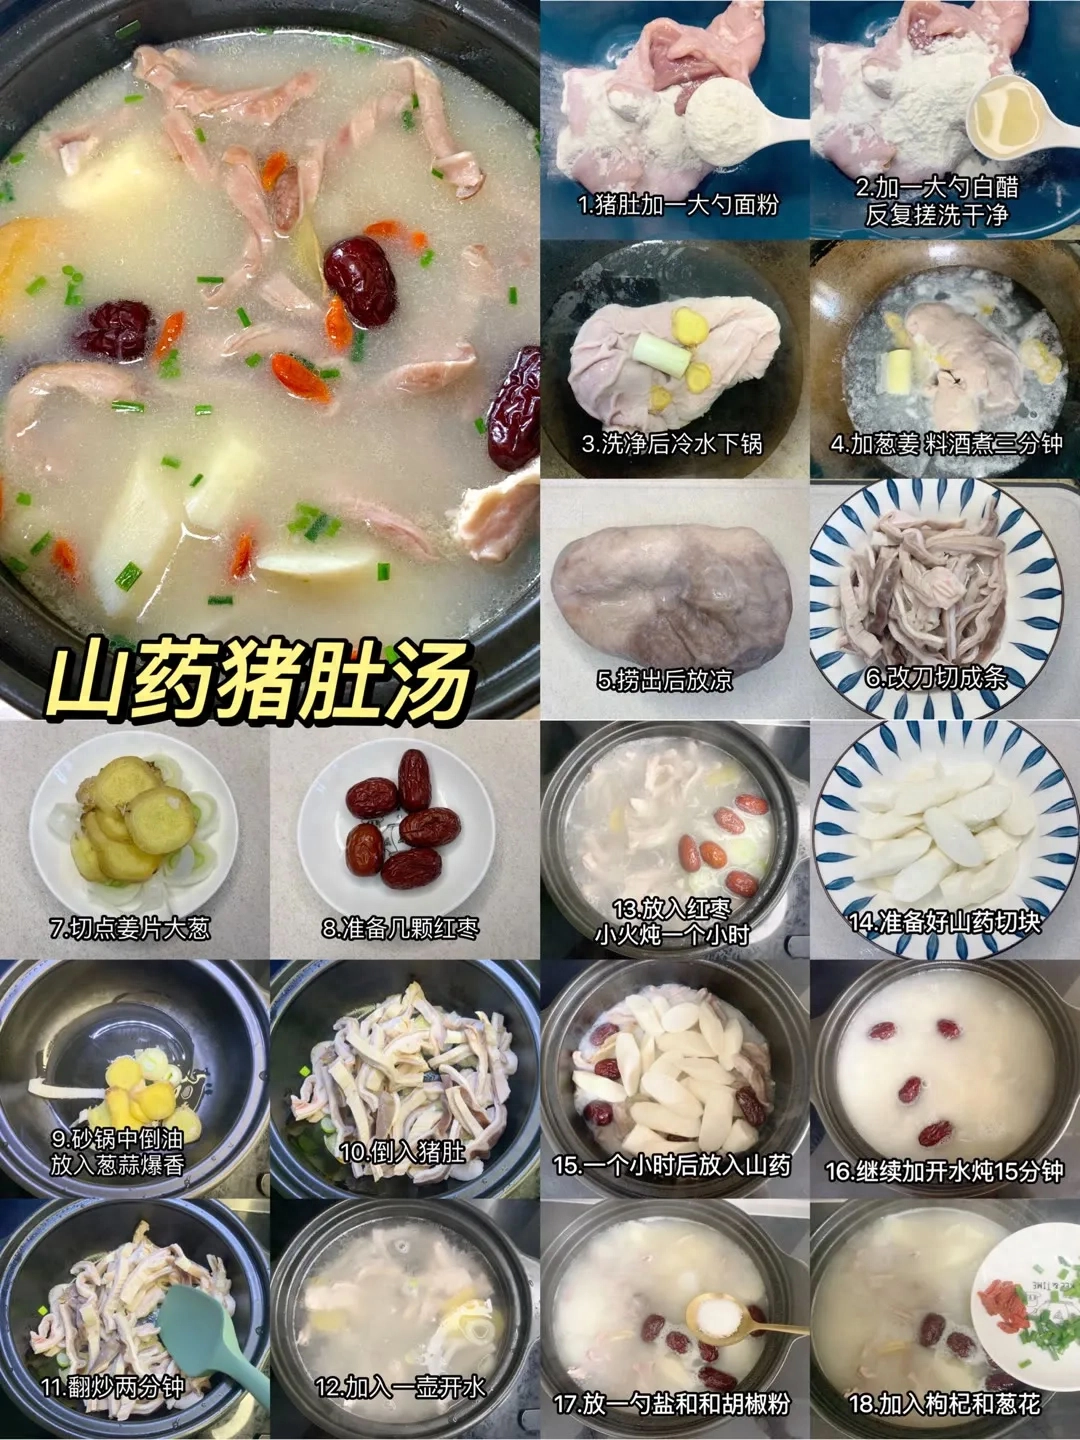 山药猪肚汤
1.猪肚加一大勺面粉
2.加一大勺白醋
反复搓洗干净
3.洗净后冷水下锅
4.加葱姜 料酒煮三分钟
5.捞出后放凉
6.改刀切成条
7.切点姜片大葱
8.准备几颗红枣
9.砂锅中倒油
放入葱蒜爆香
10.倒入猪肚
11.翻炒两分钟
12.加入一壶开水
13.放入红枣
小火炖一个小时
14.准备好山药切块
15.一个小时后放入山药
16.继续加开水炖15分钟
17.放一勺盐和和胡椒粉
18.加入枸杞和葱花